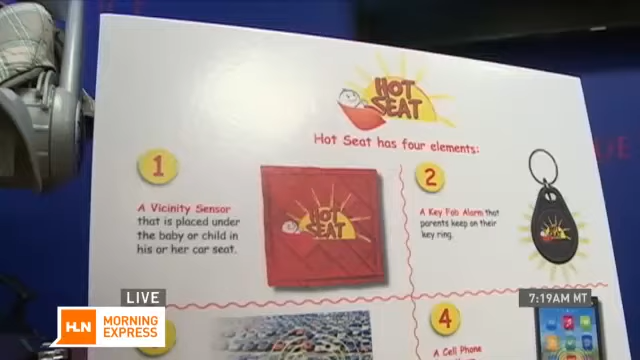 HOT
SEAT
Hot Seat has four elements:
1
A Vicinity Sensor
that is placed under
the baby or child in
his or her car seat.
HOT
SEAT
2
A Key Fob Alarm that
parents keep on their
key ring.
4
A Cell Phone
LIVE
HLN
MORNING
EXPRESS
7:19AM MT